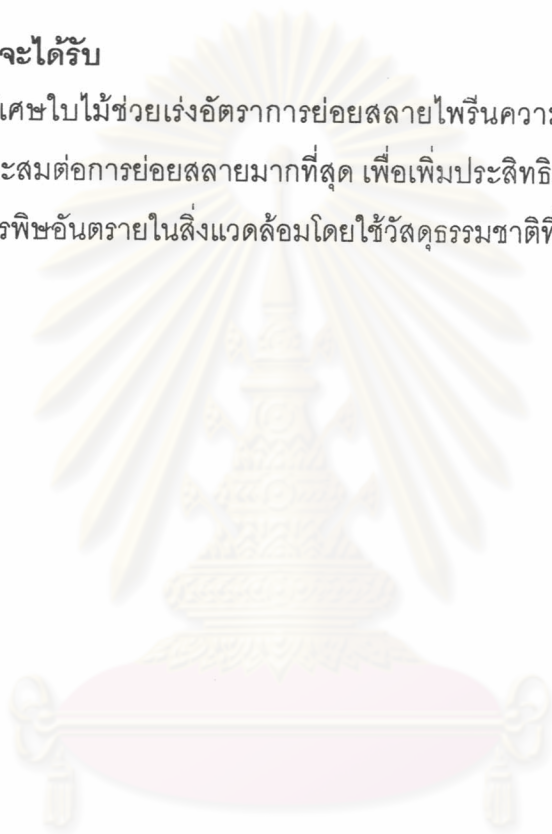 จะได้รับ
เศษใบไม้ช่วยเร่งอัตราการย่อยสลายไพรีนความ
ะสมต่อการย่อยสลายมากที่สุด เพื่อเพิ่มประสิทธิ
รพิษอันตรายในสิ่งแวดล้อมโดยใช้วัสดุธรรมชาติที่